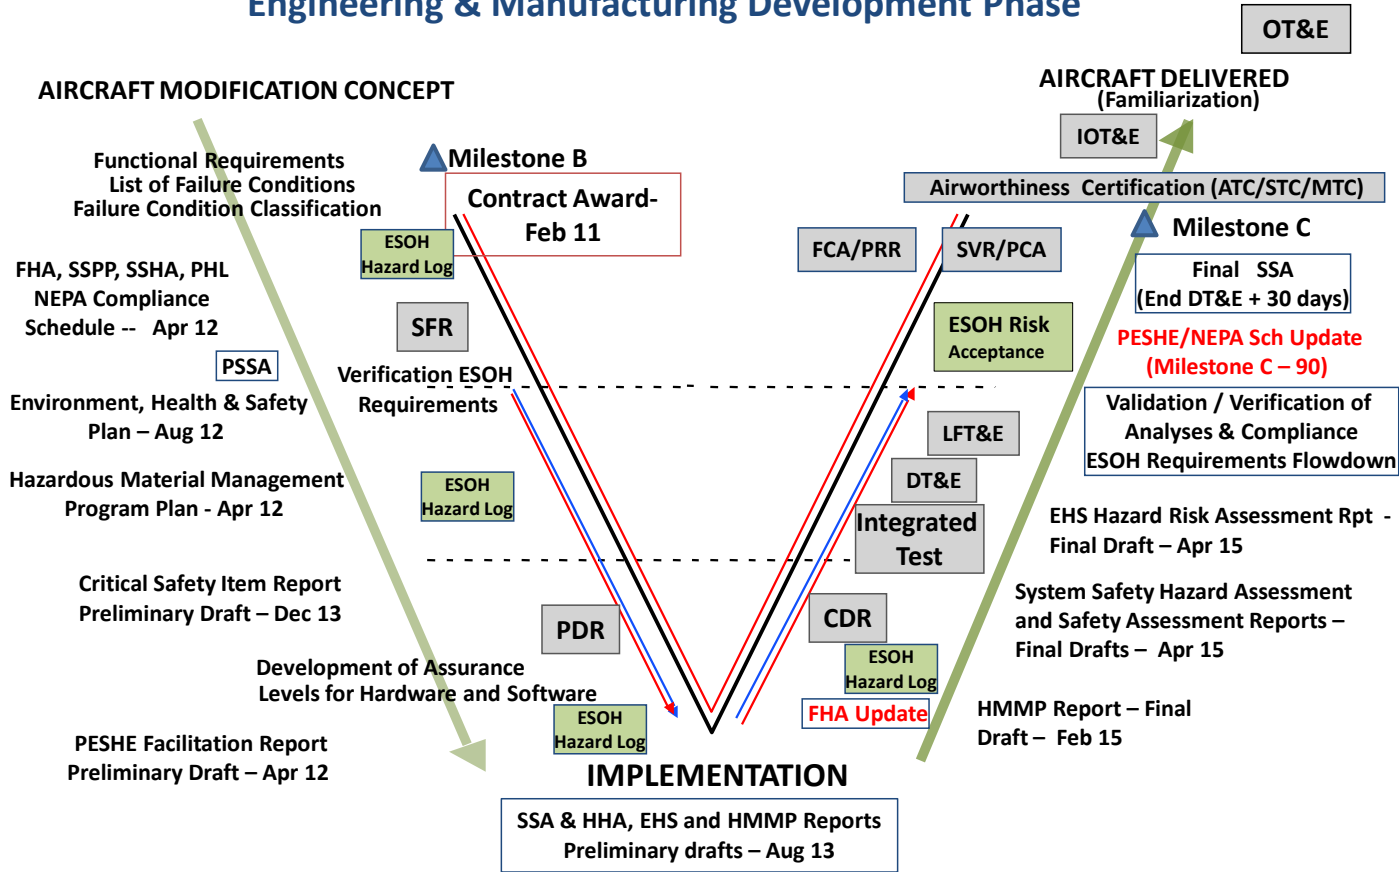 Engineering & Manufacturing Development Phase
OT&E
AIRCRAFT MODIFICATION CONCEPT
AIRCRAFT DELIVERED
(Familiarization)
IOT&E
Functional Requirements
List of Failure Conditions
Failure Condition Classification
Milestone B
Contract Award-
Feb 11
Airworthiness Certification (ATC/STC/MTC)
ESOH
Hazard Log
FCA/PRR
SVR/PCA
Milestone C
FHA, SSPP, SSHA, PHL
NEPA Compliance
Schedule -- Apr 12
Final SSA
(End DT&E + 30 days)
SFR
ESOH Risk
Acceptance
PESHE/NEPA Sch Update
(Milestone C – 90)
PSSA
Verification ESOH
Requirements
Environment, Health & Safety
Plan – Aug 12
Validation / Verification of
Analyses & Compliance
ESOH Requirements Flowdown
LFT&E
DT&E
Hazardous Material Management
Program Plan - Apr 12
ESOH
Hazard Log
Integrated
Test
EHS Hazard Risk Assessment Rpt -
Final Draft – Apr 15
Critical Safety Item Report
Preliminary Draft – Dec 13
System Safety Hazard Assessment
and Safety Assessment Reports –
Final Drafts – Apr 15
PDR
CDR
Development of Assurance
Levels for Hardware and Software
ESOH
Hazard Log
ESOH
Hazard Log
FHA Update
HMMP Report – Final
Draft – Feb 15
PESHE Facilitation Report
Preliminary Draft – Apr 12
IMPLEMENTATION
SSA & HHA, EHS and HMMP Reports
Preliminary drafts – Aug 13